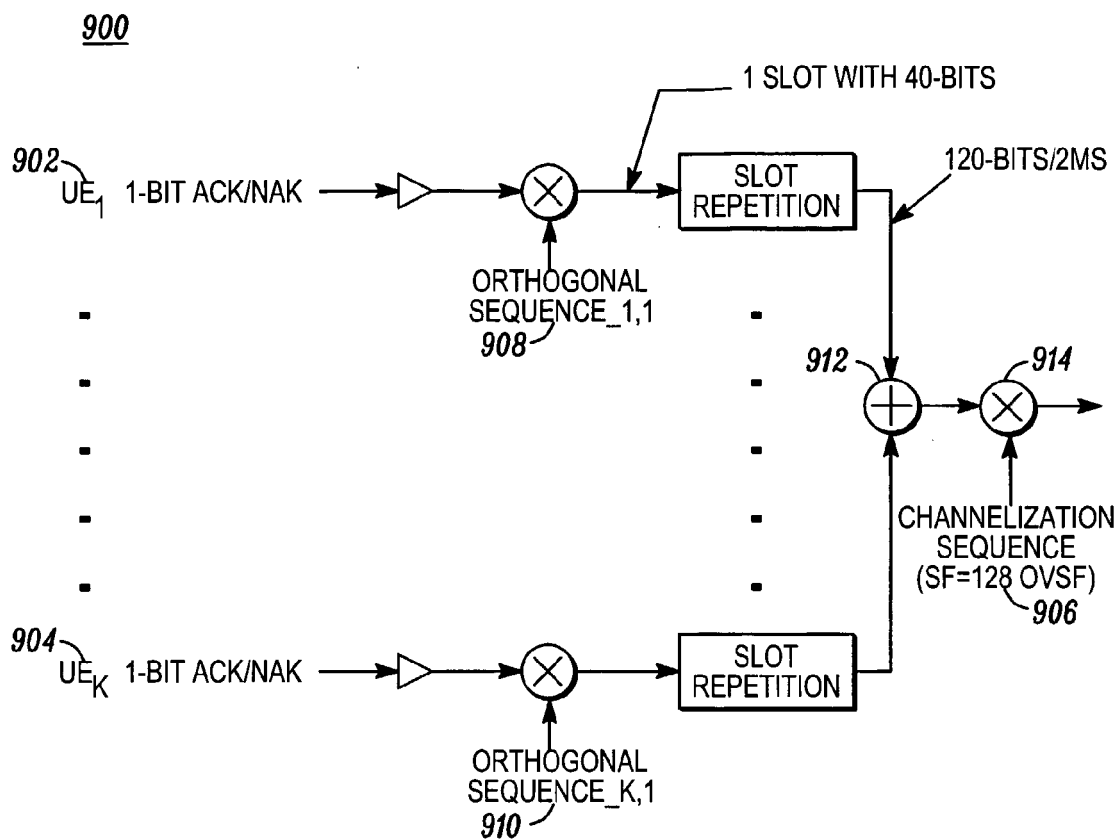 900
1 SLOT WITH 40-BITS
902
UE1 1-BIT ACK/NAK
SLOT
REPETITION
120-BITS/2MS
ORTHOGONAL
SEQUENCE_1,1
908
912
914
CHANNELIZATION
SEQUENCE
(SF=128 OVSF)
906
904
UEK 1-BIT ACK/NAK
SLOT
REPETITION
ORTHOGONAL
SEQUENCE_K,1
910